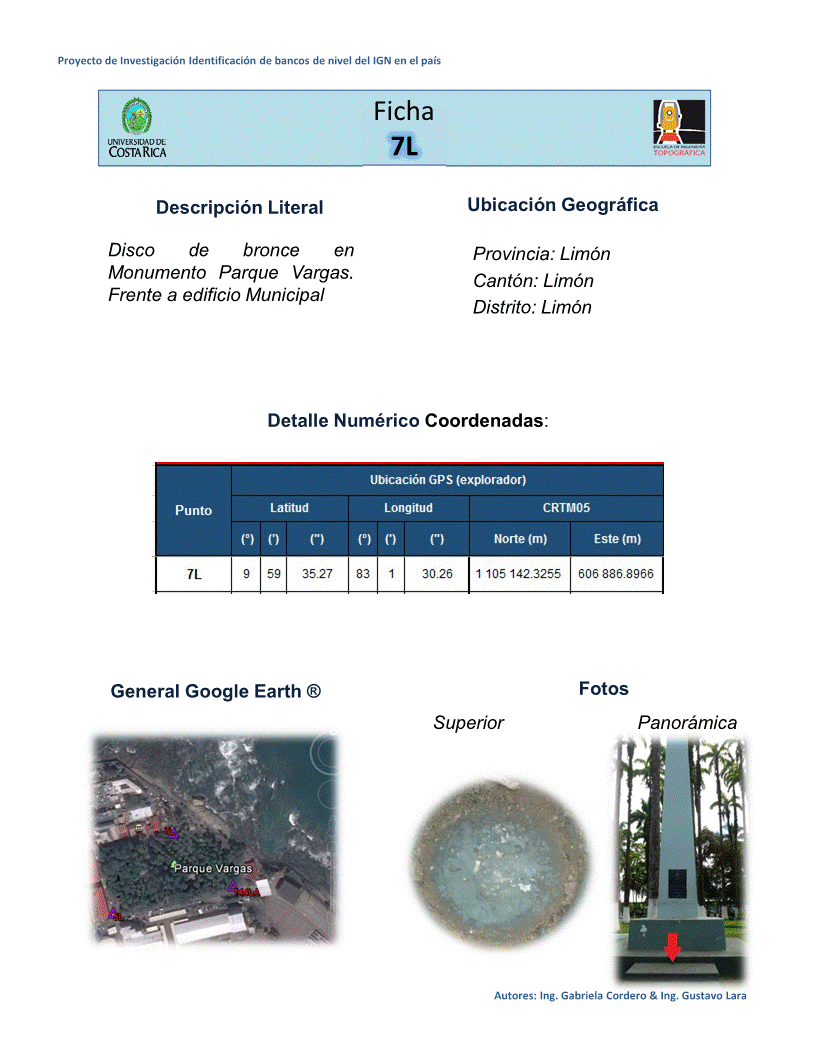 Proyecto de Investigación Identificación de bancos de nivel del IGN en el país
Ficha
7L
UNIVERSIDAD DE
COSTA RICA
ESCUELA DE INGENIERÍA
TOPOGRÁFICA
Descripción Literal
Disco de bronce en
Monumento Parque Vargas.
Frente a edificio Municipal
Ubicación Geográfica
Provincia: Limón
Cantón: Limón
Distrito: Limón
Detalle Numérico Coordenadas:
Punto
Ubicación GPS (explorador)
Latitud Longitud CRTM05
(°) (') (") (°) (') (") Norte (m) Este (m)
7L 9 59 35.27 83 1 30.26 1 105 142.3255 606 886.8966
General Google Earth ®
Fotos
Superior Panorámica
Parque Vargas
Autores: Ing. Gabriela Cordero & Ing. Gustavo Lara